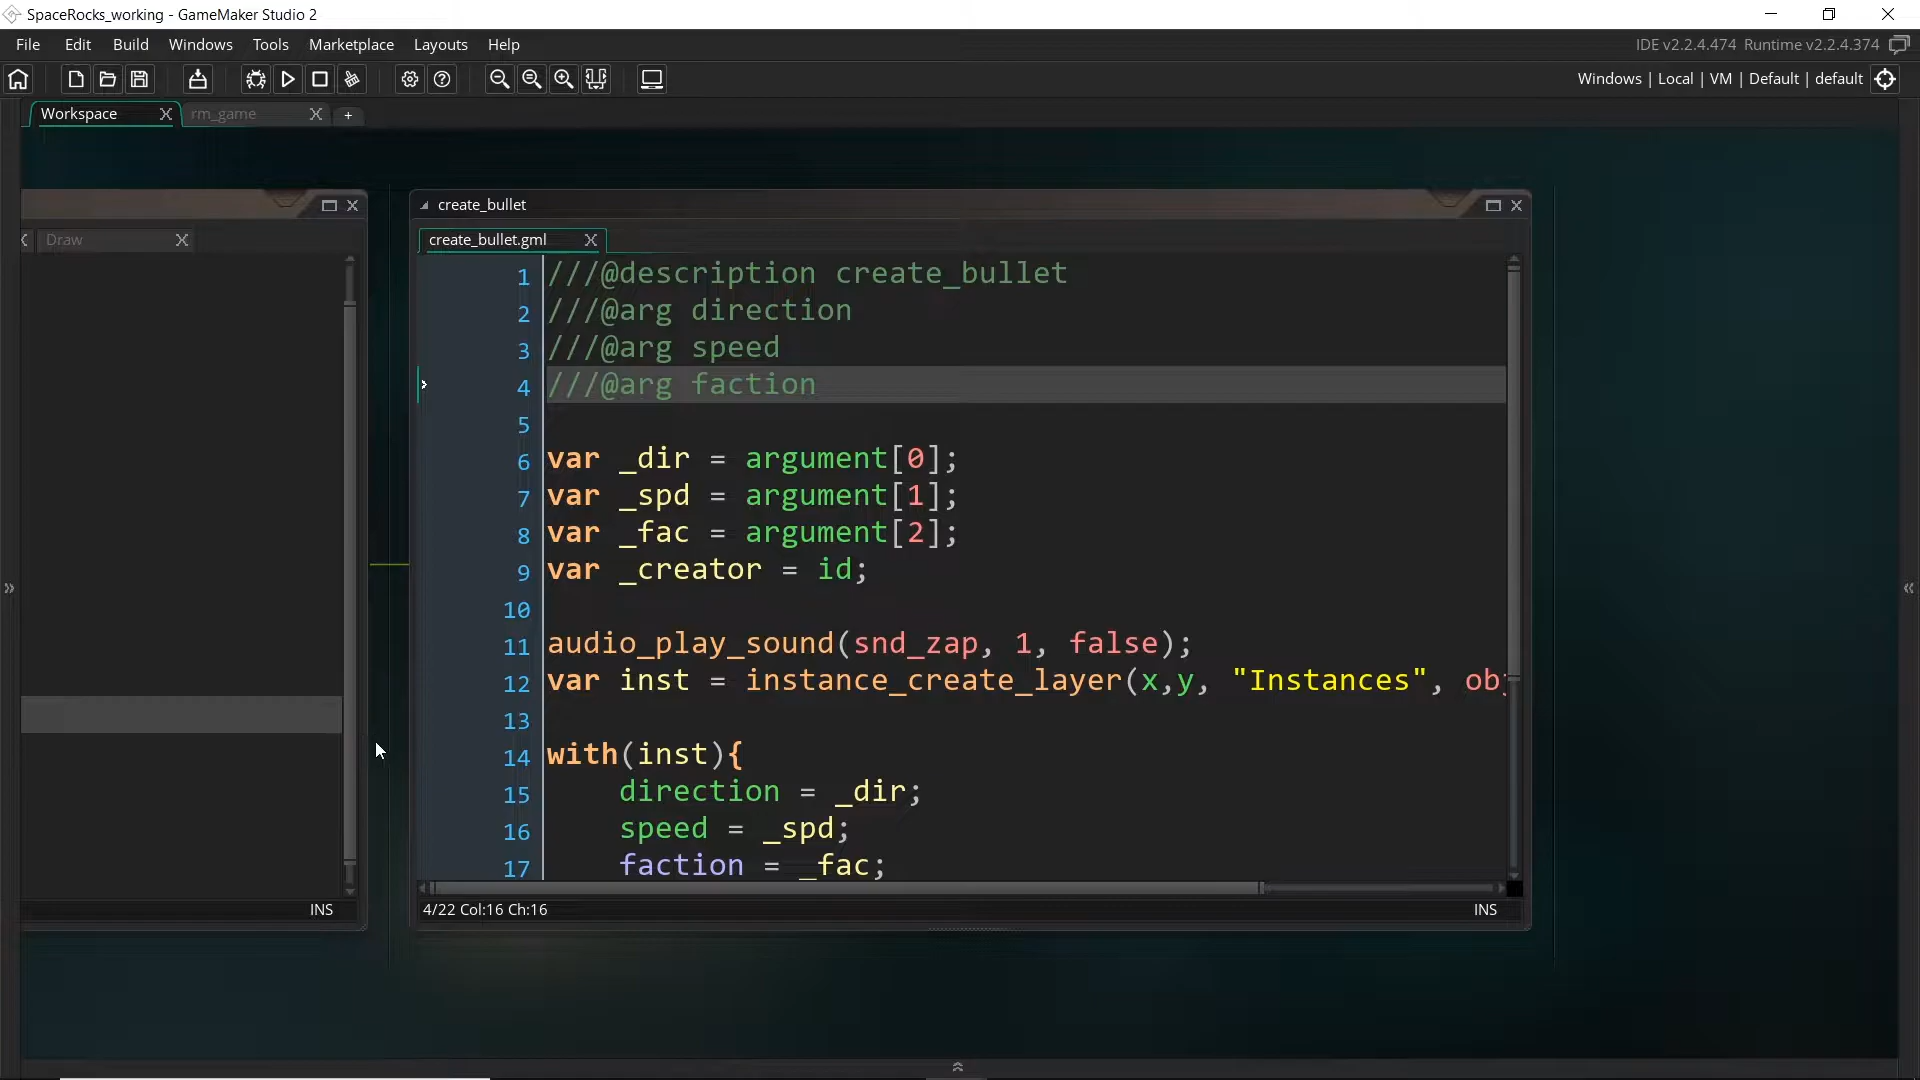 SpaceRocks_working - GameMaker Studio 2
File Edit Build Windows Tools Marketplace Layouts Help
IDE v2.2.4.474 Runtime v2.2.4.374
Windows | Local | VM | Default | default
Workspace
rm_game
create_bullet
Draw
create_bullet.gml
1 ///@description create_bullet
2 ///@arg direction
3 ///@arg speed
4 ///@arg faction
5
6 var _dir = argument[0];
7 var _spd = argument[1];
8 var _fac = argument[2];
9 var _creator = id;
10
11 audio_play_sound(snd_zap, 1, false);
12 var inst = instance_create_layer(x,y, "Instances", ob
13
14 with(inst){
15 direction = _dir;
16 speed = _spd;
17 faction = _fac;
INS
4/22 Col:16 Ch:16
INS